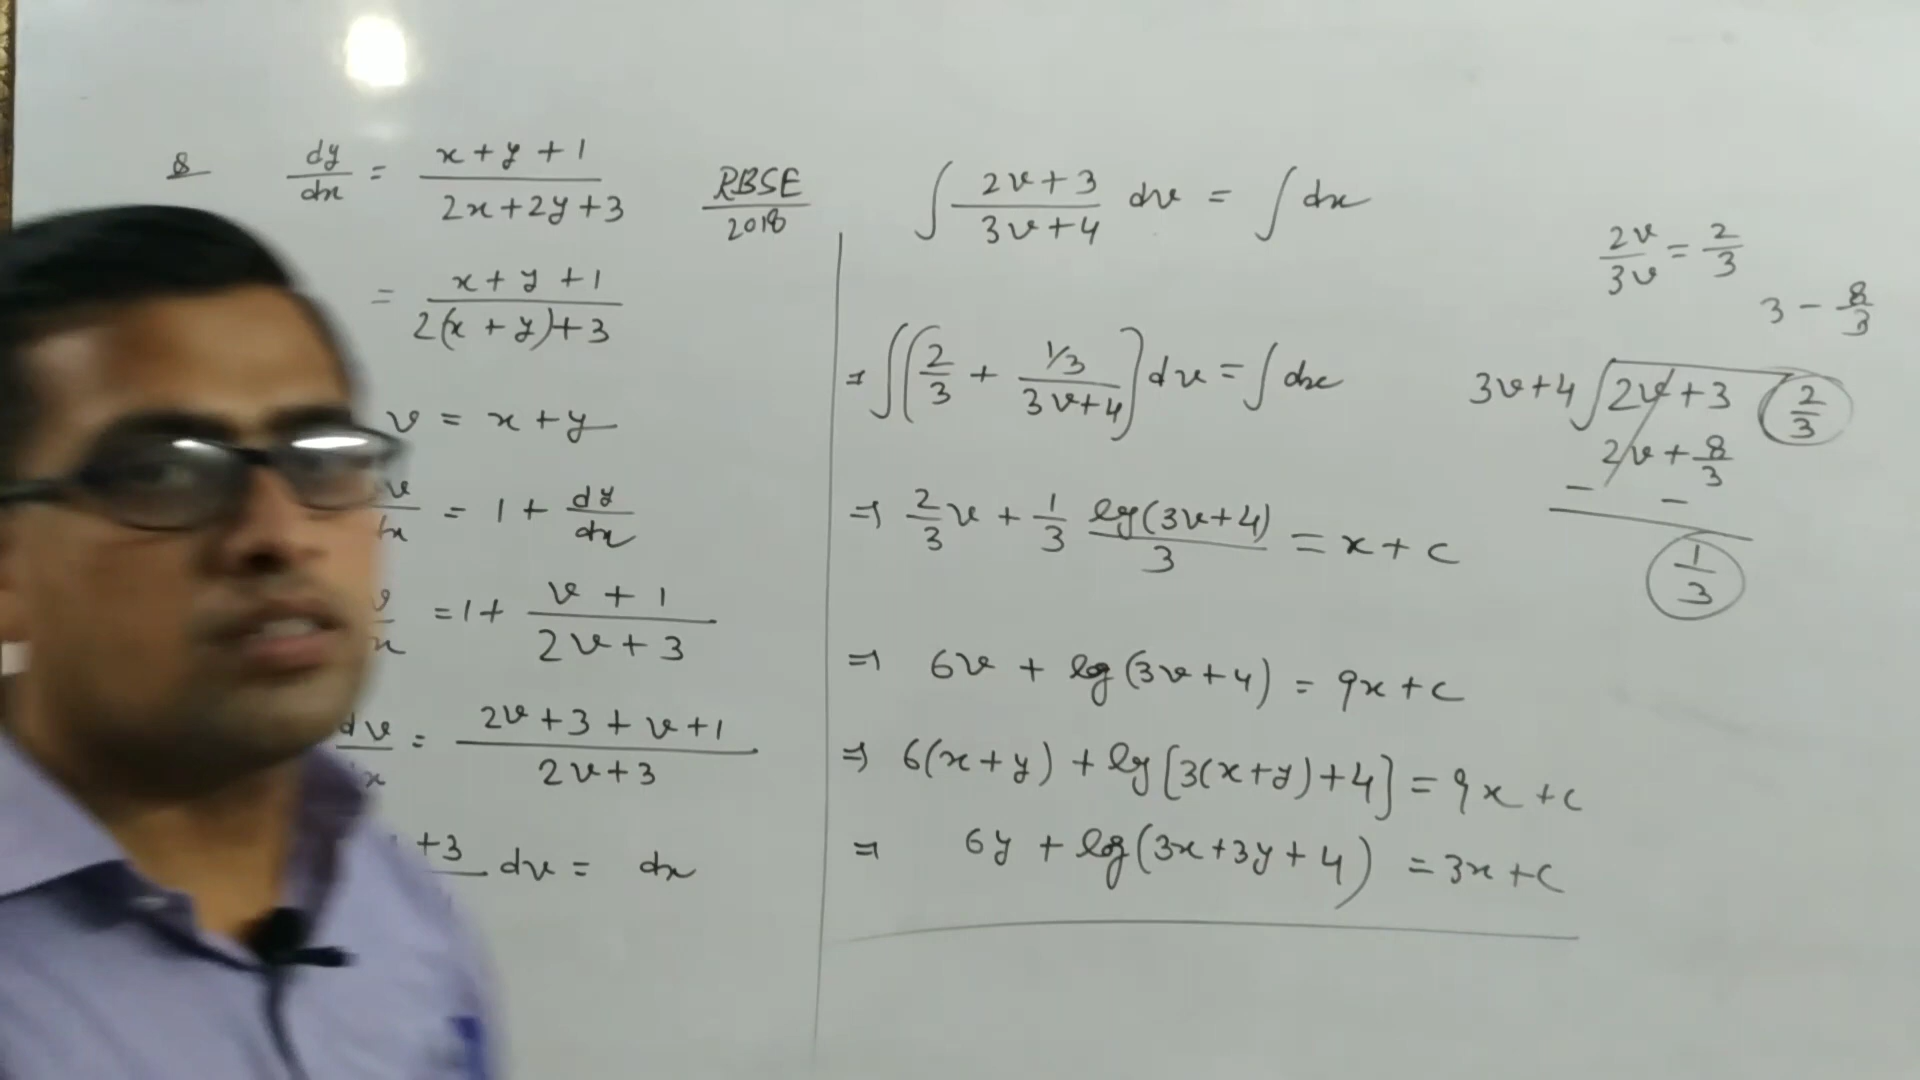 Q dy/dx = (x + y + 1)/(2x + 2y + 3) RBSE 2018
= (x + y + 1)/(2(x + y) + 3)
v = x + y
v/dx = 1 + dy/dx
= 1 + (v + 1)/(2v + 3)
dv/ x = (2v + 3 + v + 1)/(2v + 3)
+3 dv = dx
∫ (2v + 3)/(3v + 4) dv = ∫ dx
⇒ ∫ (2/3 + (1/3)/(3v + 4)] dv = ∫ dx
⇒ 2/3 v + 1/3 log(3v + 4)/3 = x + c
⇒ 6v + log(3v + 4) = 9x + c
⇒ 6(x + y) + log[3(x + y) + 4] = 9x + c
⇒ 6y + log(3x + 3y + 4) = 3x + c
2v/3v = 2/3
3 - 8/3
3v + 4 √ 2v + 3 ( 2/3
2v + 8/3
- -
1/3